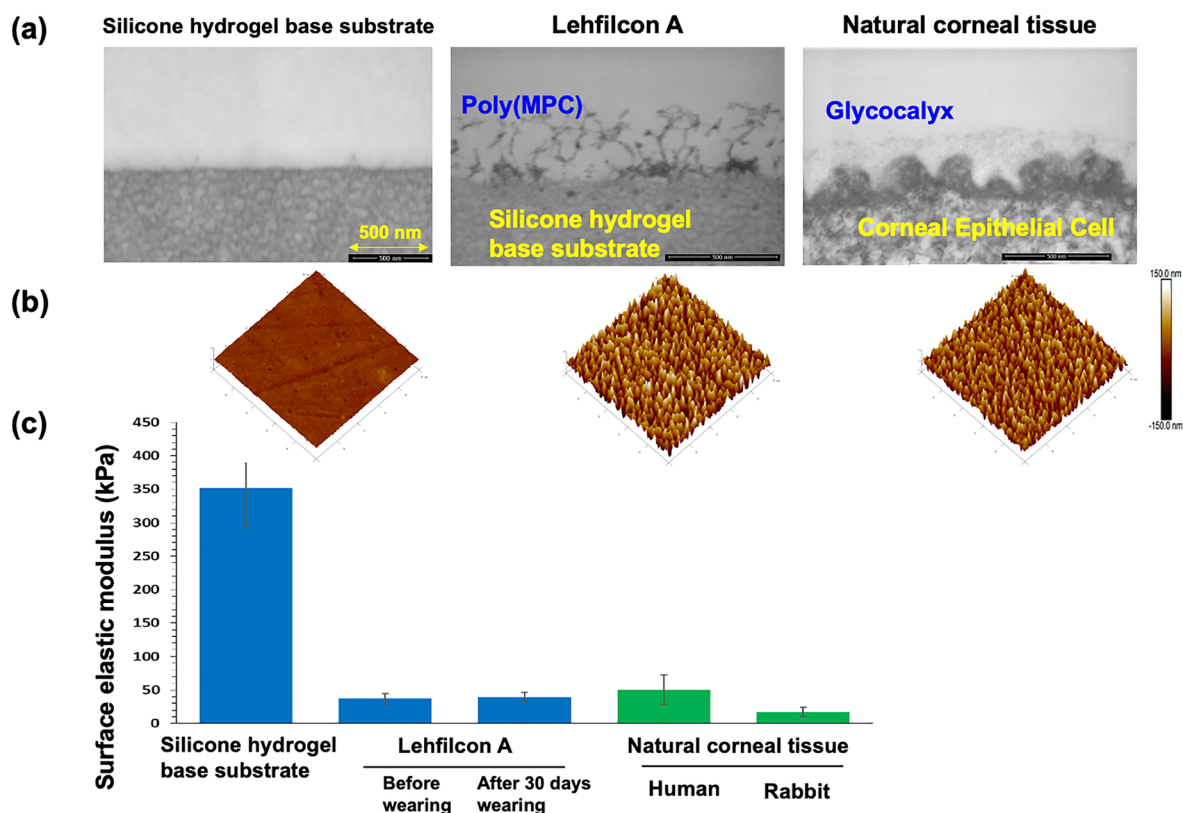 (a)
Silicone hydrogel base substrate
Lehfilcon A
Natural corneal tissue
Poly(MPC)
Silicone hydrogel
base substrate
Glycocalyx
Corneal Epithelial Cell
500 nm
500 nm
500 nm
500 nm
(b)
150.0 nm
-150.0 nm
(c)
Surface elastic modulus (kPa)
450
400
350
300
250
200
150
100
50
0
Silicone hydrogel
base substrate
Lehfilcon A
Before
wearing
After 30 days
wearing
Natural corneal tissue
Human
Rabbit